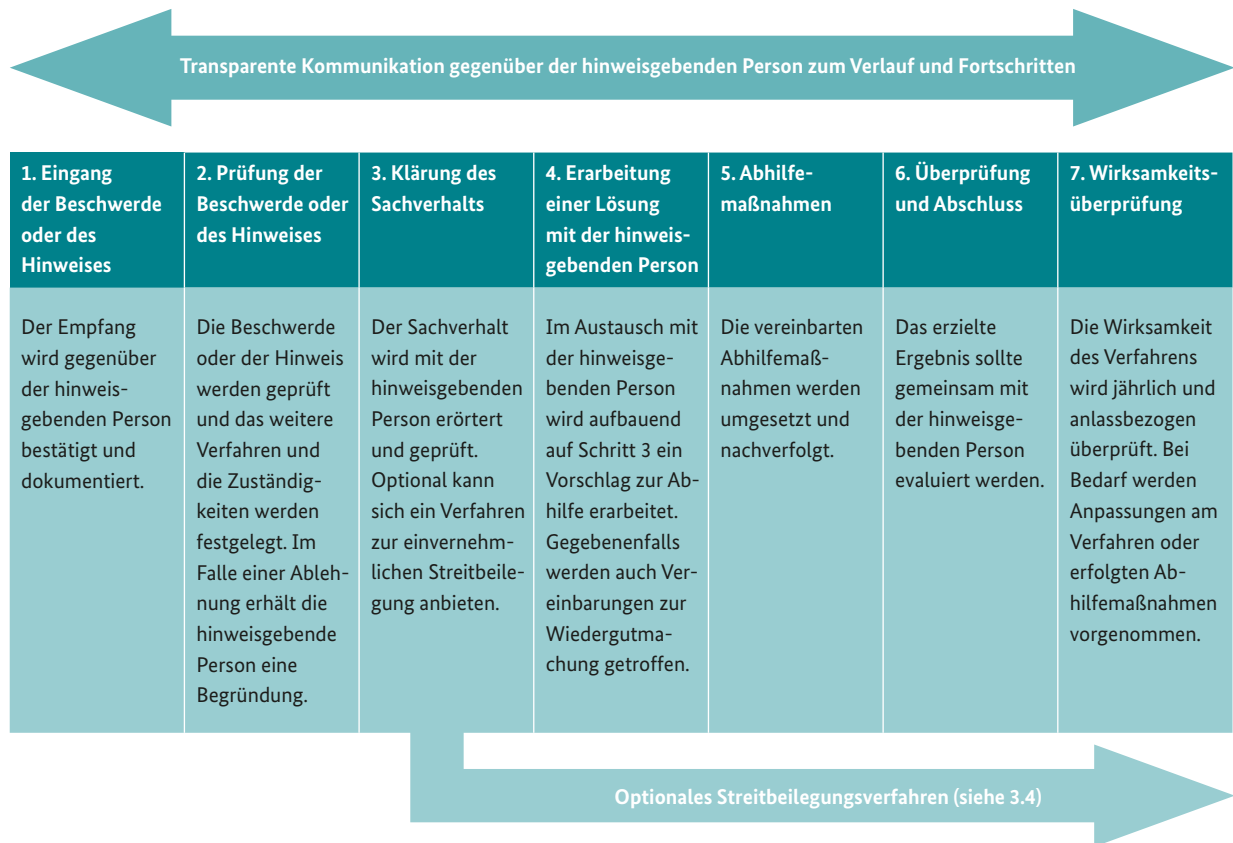 Transparente Kommunikation gegenüber der hinweisgebenden Person zum Verlauf und Fortschritten
1. Eingang
der Beschwerde
oder des
Hinweises
2. Prüfung der
Beschwerde oder
des Hinweises
3. Klärung des
Sachverhalts
4. Erarbeitung
einer Lösung
mit der hinweis-
gebenden Person
5. Abhilfe-
maßnahmen
6. Überprüfung
und Abschluss
7. Wirksamkeits-
überprüfung
Der Empfang
wird gegenüber
der hinweis-
gebenden Person
bestätigt und
dokumentiert.
Die Beschwerde
oder der Hinweis
werden geprüft
und das weitere
Verfahren und
die Zuständig-
keiten werden
festgelegt. Im
Falle einer Ableh-
nung erhält die
hinweisgebende
Person eine
Begründung.
Der Sachverhalt
wird mit der
hinweisgebenden
Person erörtert
und geprüft.
Optional kann
sich ein Verfahren
zur einvernehm-
lichen Streitbeile-
gung anbieten.
Im Austausch mit
der hinweisge-
benden Person
wird aufbauend
auf Schritt 3 ein
Vorschlag zur Ab-
hilfe erarbeitet.
Gegebenenfalls
werden auch Ver-
einbarungen zur
Wiedergutma-
chung getroffen.
Die vereinbarten
Abhilfemaß-
nahmen werden
umgesetzt und
nachverfolgt.
Das erzielte
Ergebnis sollte
gemeinsam mit
der hinweisge-
benden Person
evaluiert werden.
Die Wirksamkeit
des Verfahrens
wird jährlich und
anlassbezogen
überprüft. Bei
Bedarf werden
Anpassungen am
Verfahren oder
erfolgten Ab-
hilfemaßnahmen
vorgenommen.
Optionales Streitbeilegungsverfahren (siehe 3.4)